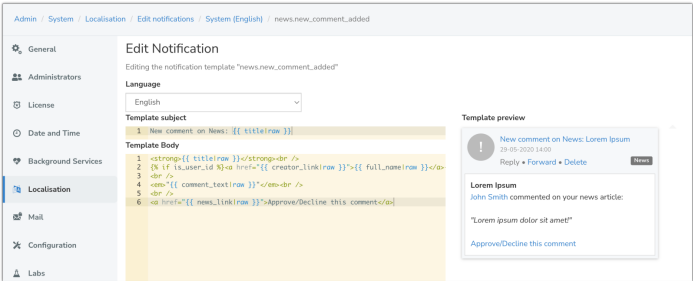 Admin / System / Localisation / Edit notifications / System (English) / news.new_comment_added
General
Administrators
License
Date and Time
Background Services
Localisation
Mail
Configuration
Labs
Edit Notification
Editing the notification template "news.new_comment_added"
Language
English
Template subject
1 New comment on News: {{ title|raw }}
Template Body
1 <strong>{{ title|raw }}</strong><br />
2 {% if is_user_id %}<a href="{{ creator_link|raw }}">{{ full_name|raw }}</a>
3 <br />
4 <em>"{{ comment_text|raw }}"</em><br />
5 <br />
6 <a href="{{ news_link|raw }}">Approve/Decline this comment</a>
Template preview
!
New comment on News: Lorem Ipsum
29-05-2020 14:00
Reply • Forward • Delete
News
Lorem Ipsum
John Smith commented on your news article:
"Lorem ipsum dolor sit amet!"
Approve/Decline this comment